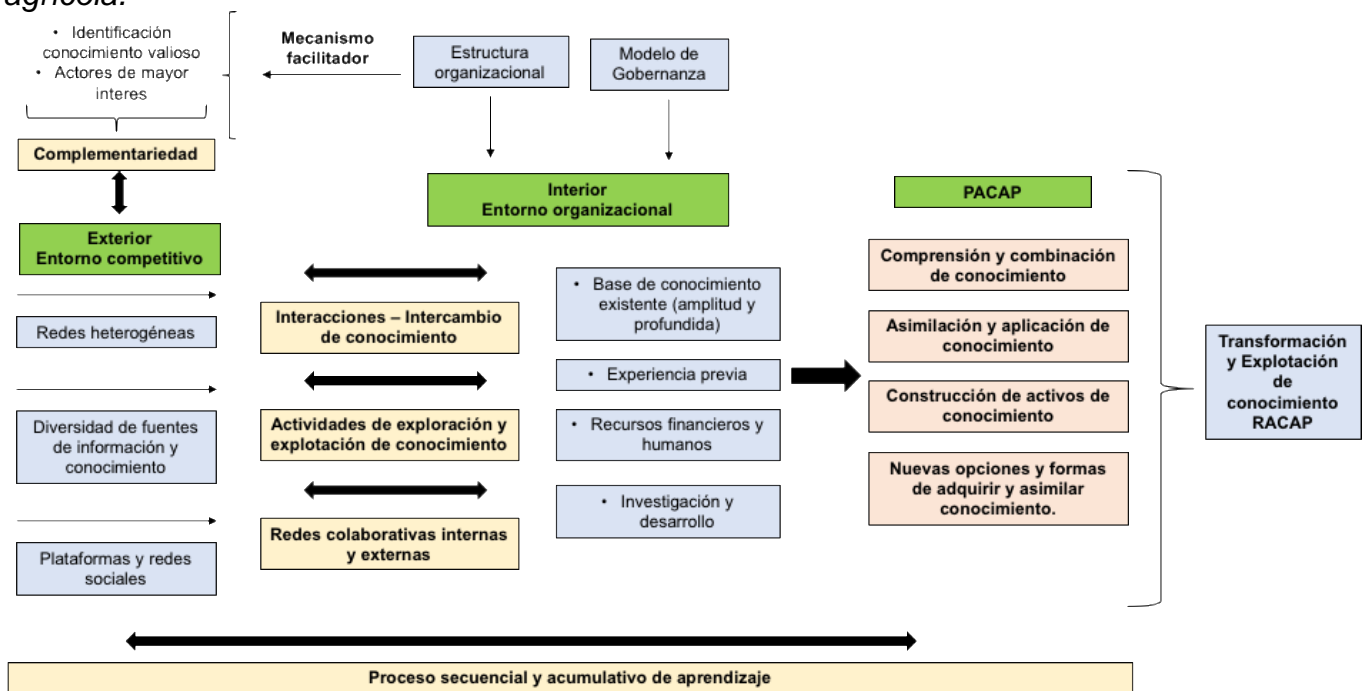 agrícola.
• Identificación
conocimiento valioso
• Actores de mayor
interes
Mecanismo
facilitador
Estructura
organizacional
Modelo de
Gobernanza
Complementariedad
Interior
Entorno organizacional
PACAP
Exterior
Entorno competitivo
Redes heterogéneas
Diversidad de fuentes
de información y
conocimiento
Plataformas y redes
sociales
Interacciones – Intercambio
de conocimiento
Actividades de exploración y
explotación de conocimiento
Redes colaborativas internas
y externas
• Base de conocimiento
existente (amplitud y
profundida)
• Experiencia previa
• Recursos financieros y
humanos
• Investigación y
desarrollo
Comprensión y combinación
de conocimiento
Asimilación y aplicación de
conocimiento
Construcción de activos de
conocimiento
Nuevas opciones y formas
de adquirir y asimilar
conocimiento.
Transformación
y Explotación
de
conocimiento
RACAP
Proceso secuencial y acumulativo de aprendizaje